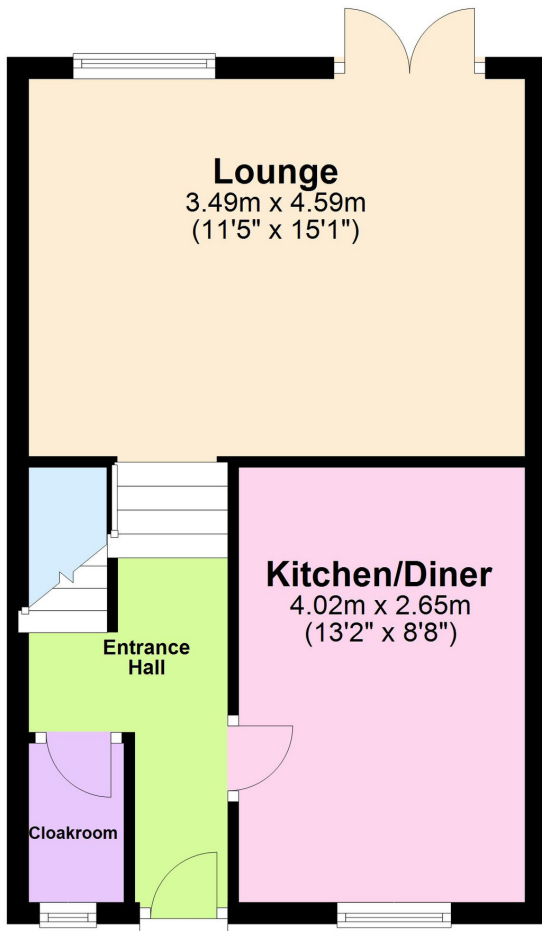 Lounge
3.49m x 4.59m
(11'5" x 15'1")
Kitchen/Diner
4.02m x 2.65m
(13'2" x 8'8")
Entrance
Hall
Cloakroom